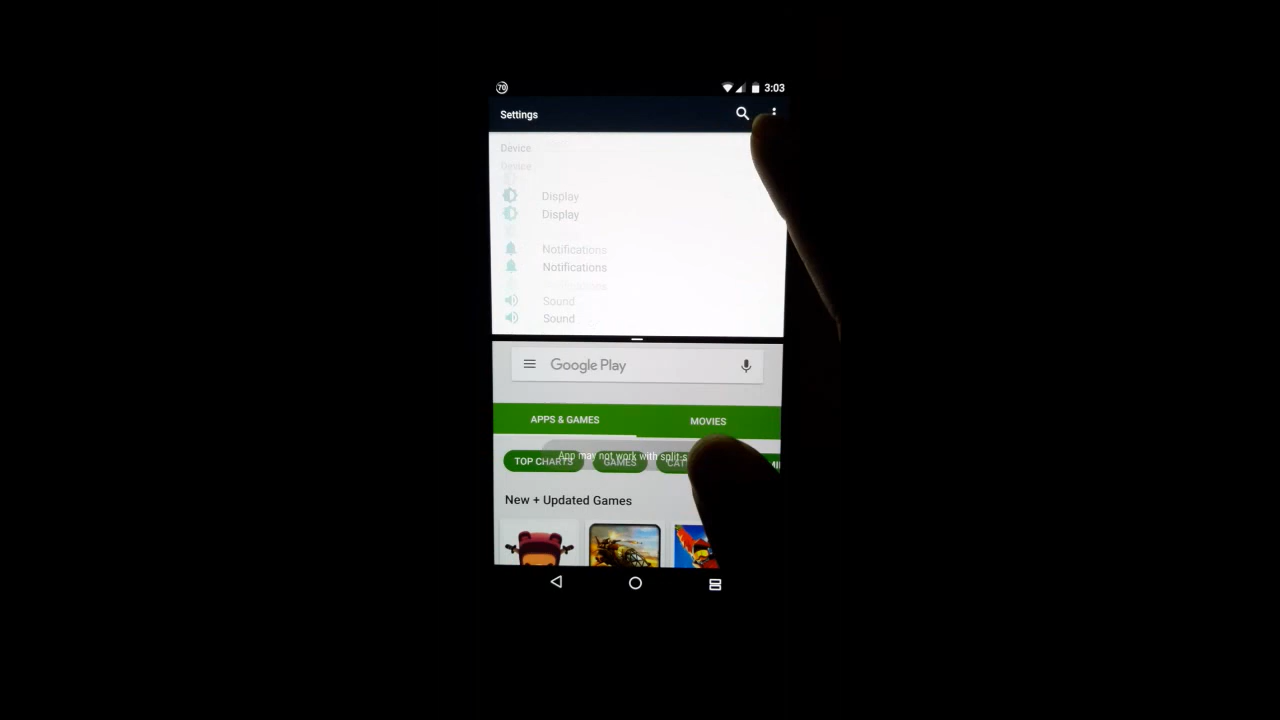 70 3:03
Settings
Device
Device
Display
Display
Notifications
Notifications
Sound
Sound
Google Play
APPS & GAMES MOVIES
App may not work with split-s
TOP CHARTS GAMES CAT
New + Updated Games